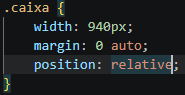 .caixa {
    width: 940px;
    margin: 0 auto;
    position: relative;
}